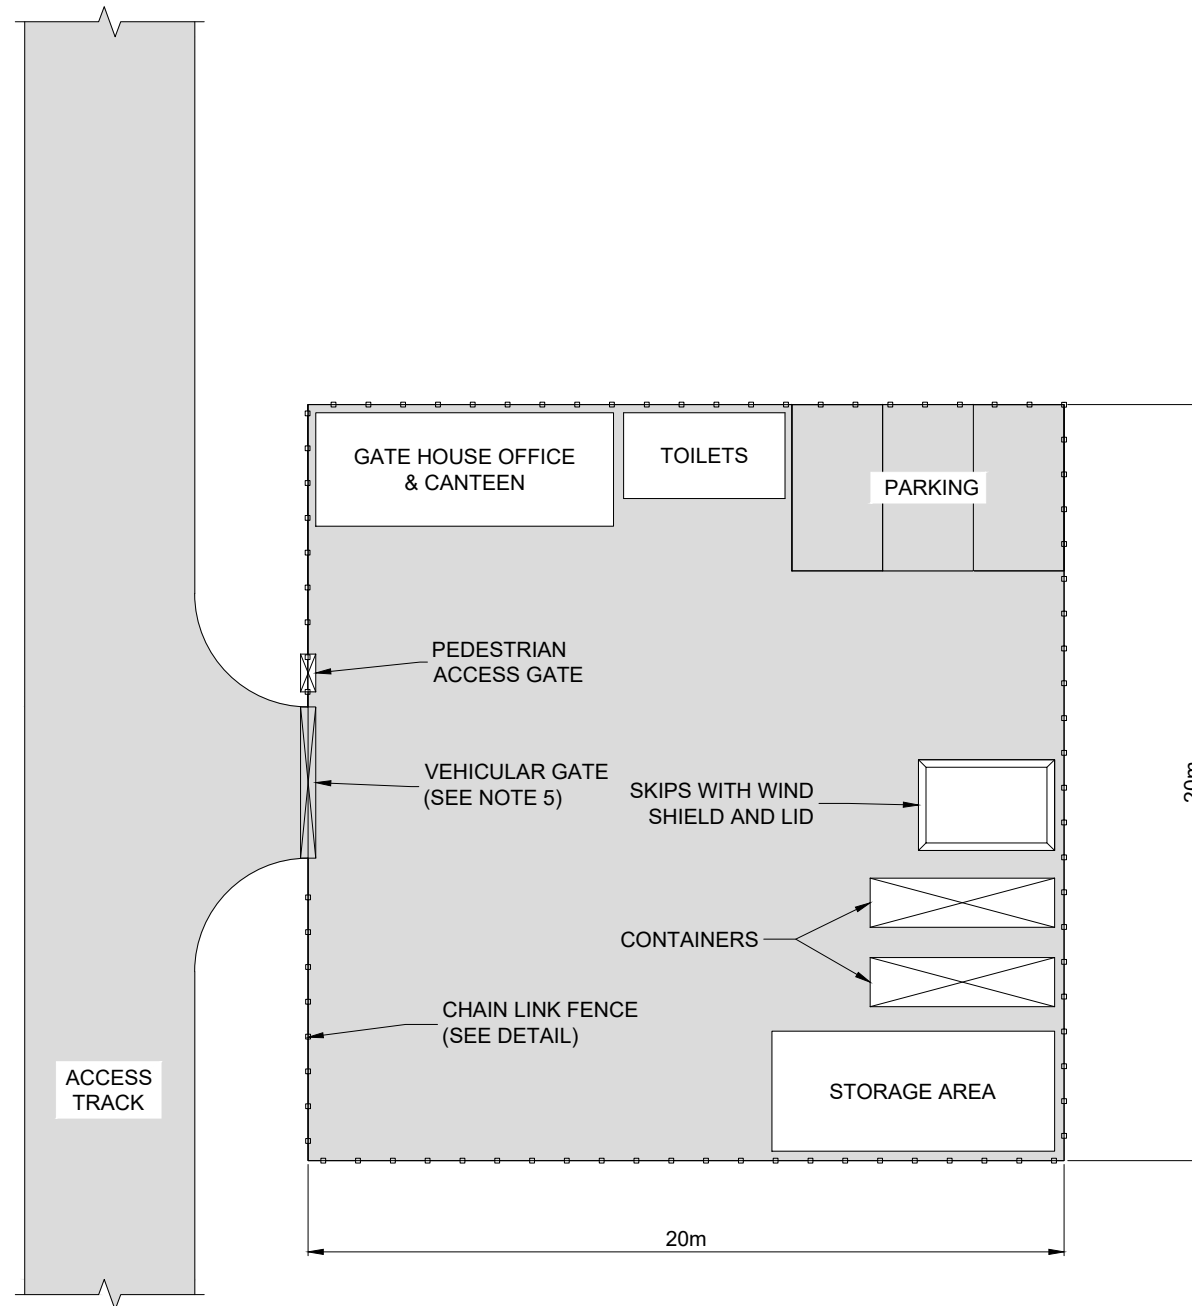 GATE HOUSE OFFICE
& CANTEEN
TOILETS
PARKING
PEDESTRIAN
ACCESS GATE
VEHICULAR GATE
(SEE NOTE 5)
SKIPS WITH WIND
SHIELD AND LID
20m
CONTAINERS
CHAIN LINK FENCE
(SEE DETAIL)
ACCESS
TRACK
STORAGE AREA
20m